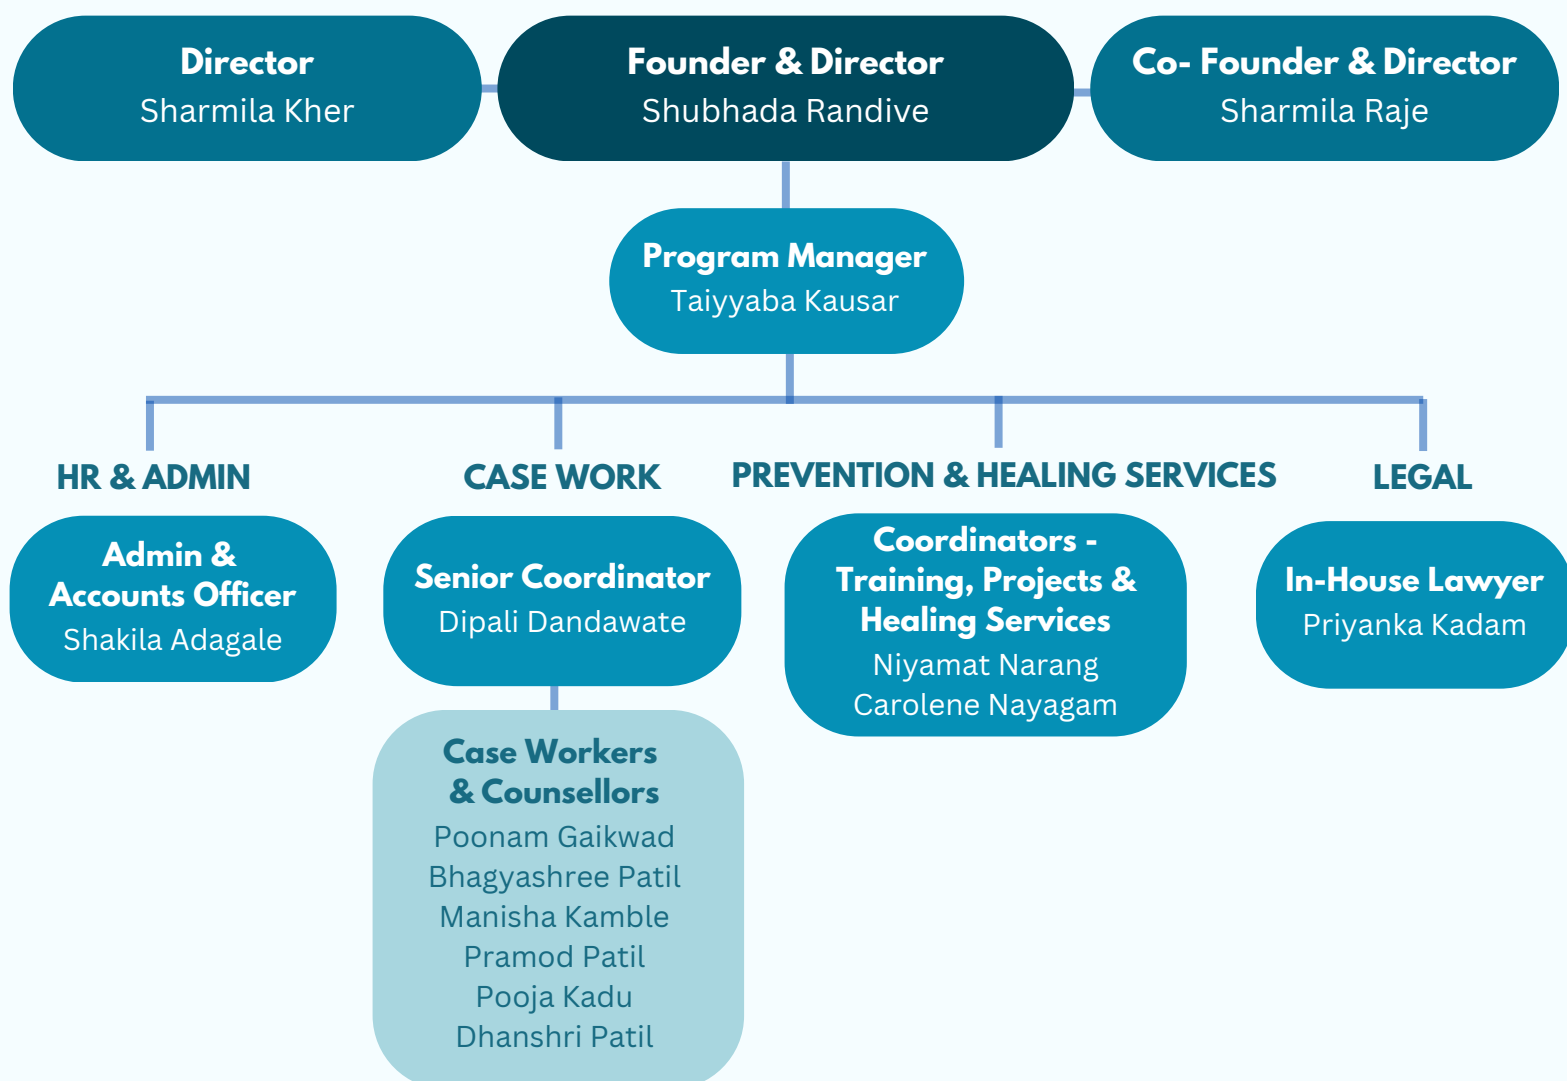 Director
Sharmila Kher
Founder & Director
Shubhada Randive
Co- Founder & Director
Sharmila Raje
Program Manager
Taiyyaba Kausar
HR & ADMIN
Admin &
Accounts Officer
Shakila Adagale
CASE WORK
Senior Coordinator
Dipali Dandawate
Case Workers
& Counsellors
Poonam Gaikwad
Bhagyashree Patil
Manisha Kamble
Pramod Patil
Pooja Kadu
Dhanshri Patil
PREVENTION & HEALING SERVICES
Coordinators -
Training, Projects &
Healing Services
Niyamat Narang
Carolene Nayagam
LEGAL
In-House Lawyer
Priyanka Kadam